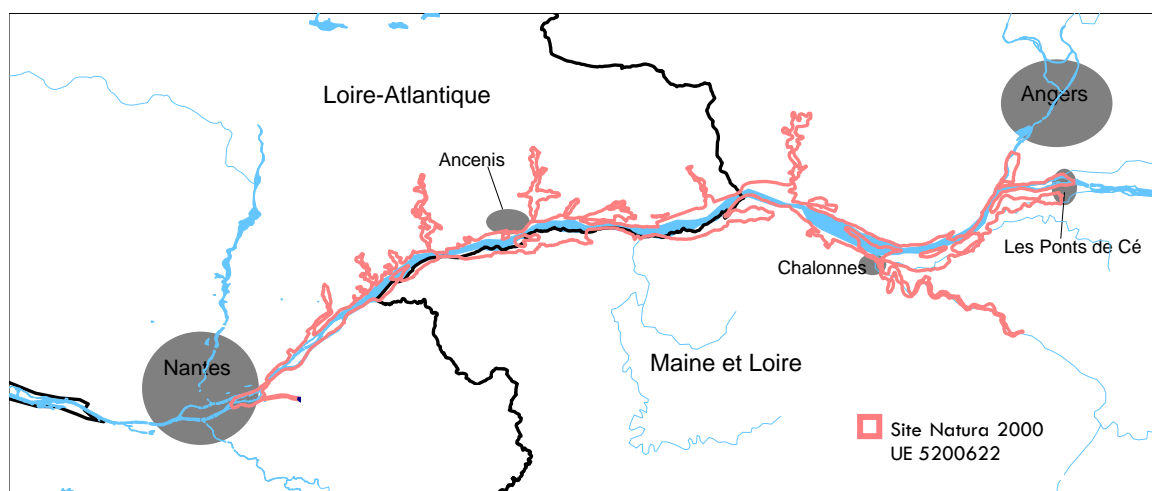 Loire-Atlantique
Angers
Ancenis
Les Ponts de Cé
Chalonnes
Nantes
Maine et Loire
Site Natura 2000
UE 5200622